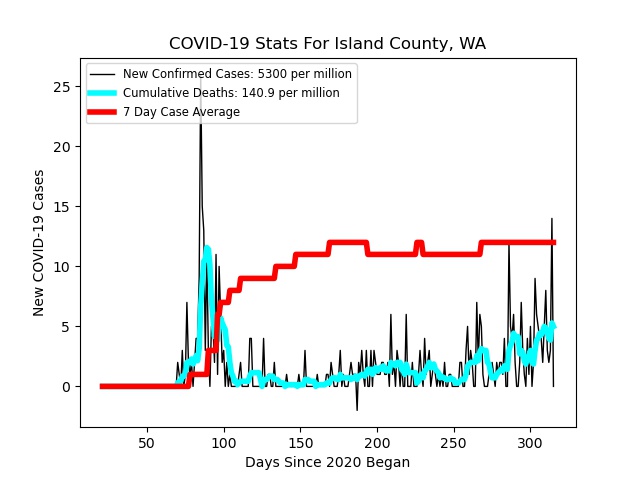 COVID-19 Stats For Island County, WA
New Confirmed Cases: 5300 per million
Cumulative Deaths: 140.9 per million
7 Day Case Average
New COVID-19 Cases
25
20
15
10
5
0
50 100 150 200 250 300
Days Since 2020 Began